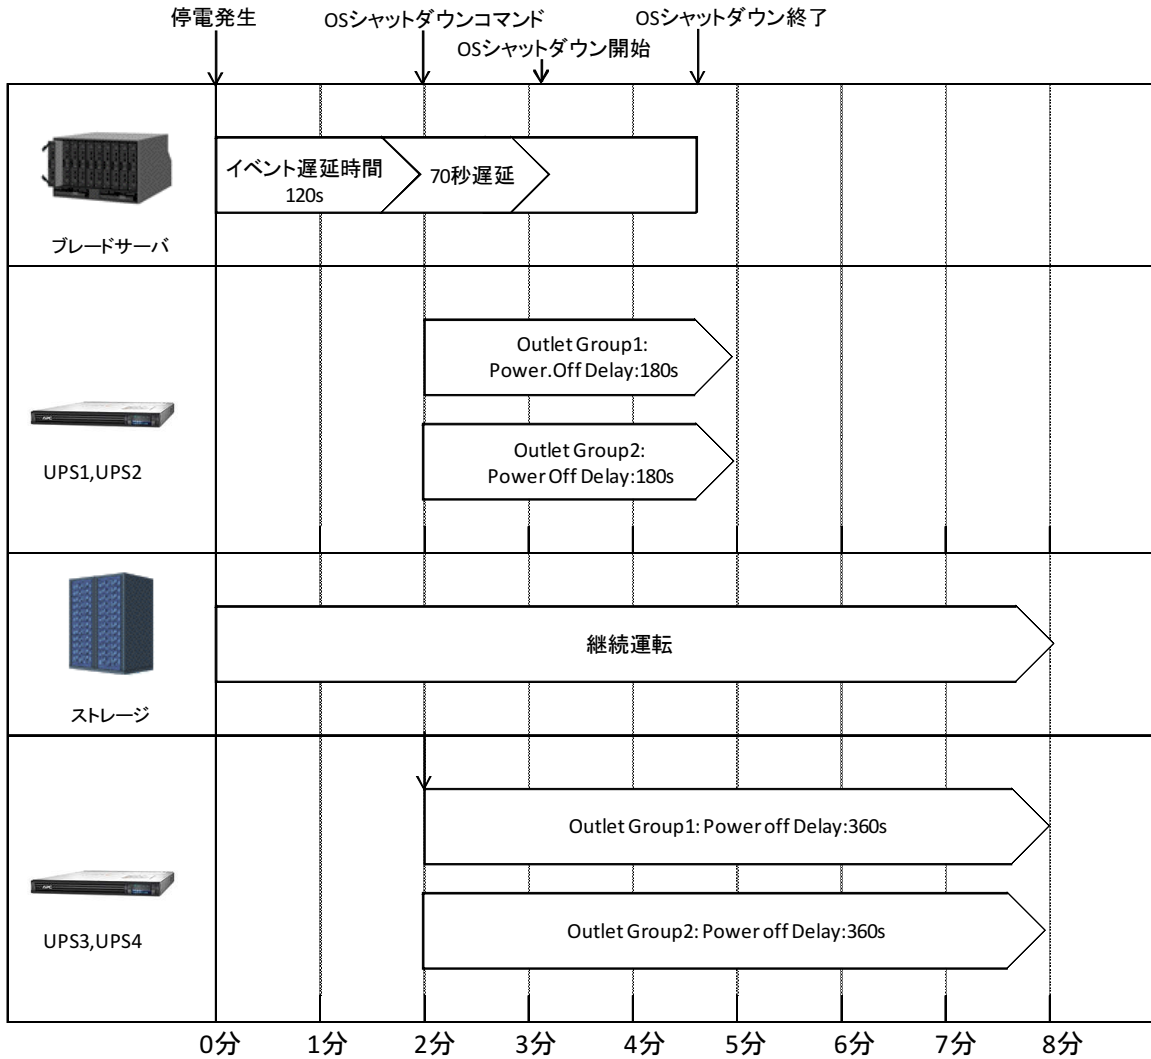 停電発生
OSシャットダウンコマンド
OSシャットダウン終了
OSシャットダウン開始
イベント遅延時間
120s
70秒遅延
ブレードサーバ
Outlet Group1:
Power.Off Delay:180s
Outlet Group2:
Power Off Delay:180s
UPS1,UPS2
継続運転
ストレージ
Outlet Group1: Power off Delay:360s
Outlet Group2: Power off Delay:360s
UPS3,UPS4
0分 1分 2分 3分 4分 5分 6分 7分 8分